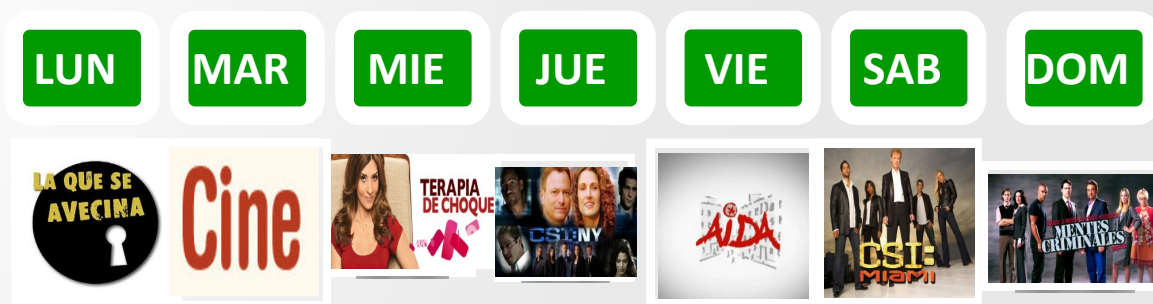 LUN MAR MIE JUE VIE SAB DOM
LA QUE SE
AVECINA
Cine
TERAPIA
DE CHOQUE
CSI:NY
AIDA
CSI:
MIAMI
MENTES
CRIMINALES